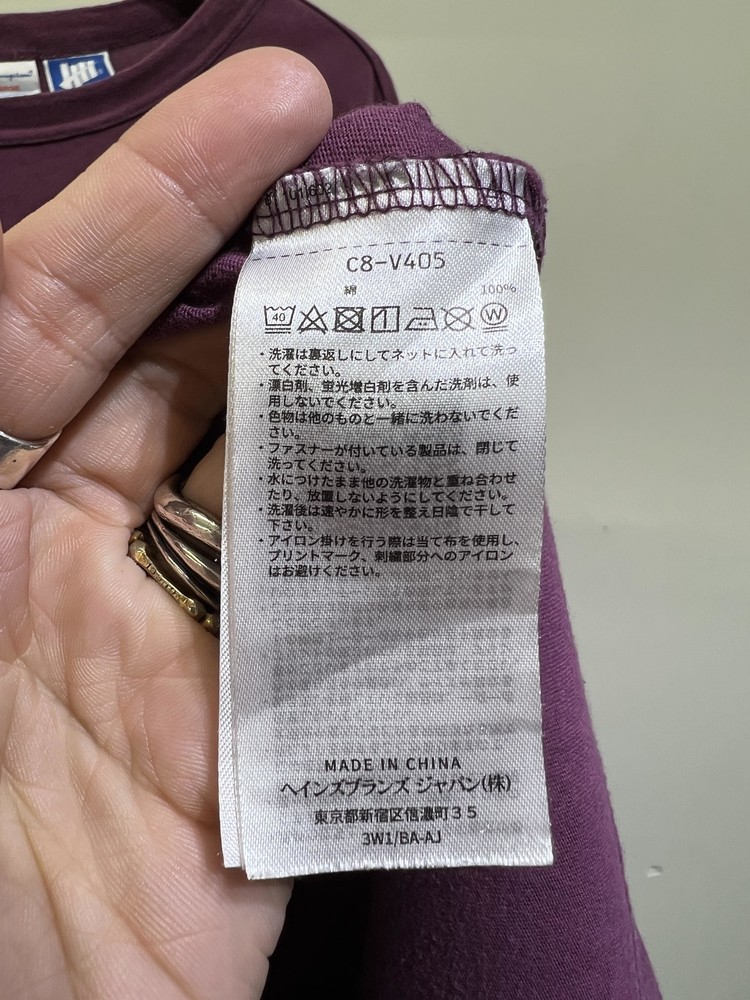 C8-V405
綿 100%
40 W
・洗濯は裏返しにしてネットに入れて洗っ
てください。
・漂白剤、蛍光増白剤を含んだ洗剤は、使
用しないでください。
・色物は他のものと一緒に洗わないでくだ
さい。
・ファスナーが付いている製品は、閉じて
洗ってください。
・水につけたまま他の洗濯物と重ね合わせ
たり、放置しないようにしてください。
・洗濯後は速やかに形を整え日陰で干して
下さい。
・アイロン掛けを行う際は当て布を使用し、
プリントマーク、刺繍部分へのアイロン
はお避けください。
MADE IN CHINA
ヘインズブランズ ジャパン(株)
東京都新宿区信濃町35
3W1/BA-AJ